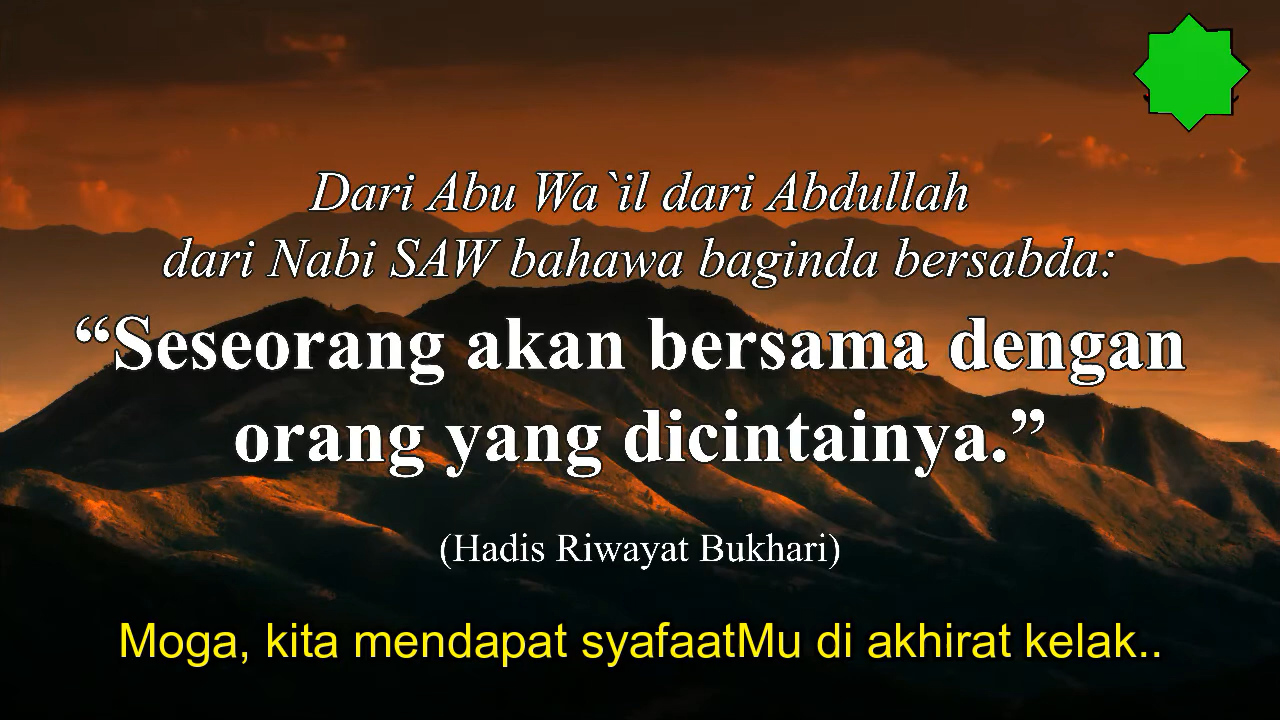 Dari Abu Wa`il dari Abdullah
dari Nabi SAW bahawa baginda bersabda:
“Seseorang akan bersama dengan
orang yang dicintainya.”
(Hadis Riwayat Bukhari)
Moga, kita mendapat syafaatMu di akhirat kelak..